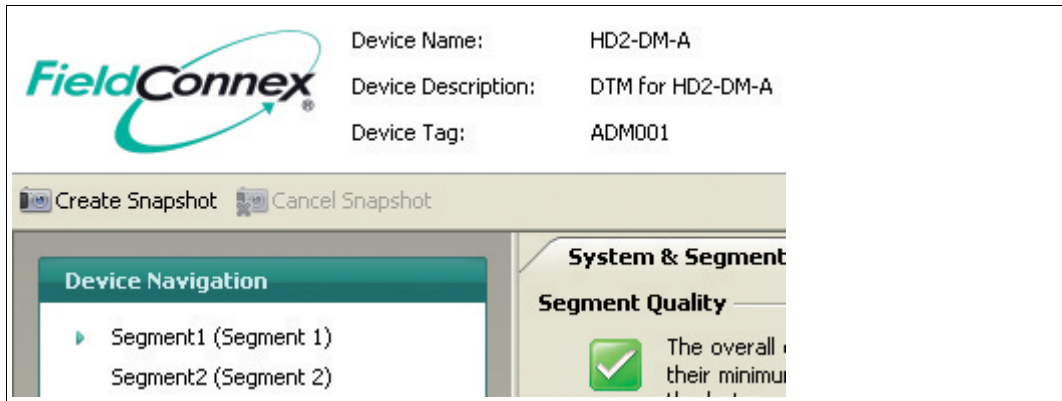 FieldConnex®
Device Name: HD2-DM-A
Device Description: DTM for HD2-DM-A
Device Tag: ADM001
Create Snapshot Cancel Snapshot
Device Navigation
Segment1 (Segment 1)
Segment2 (Segment 2)
System & Segment
Segment Quality
The overall
their minimu